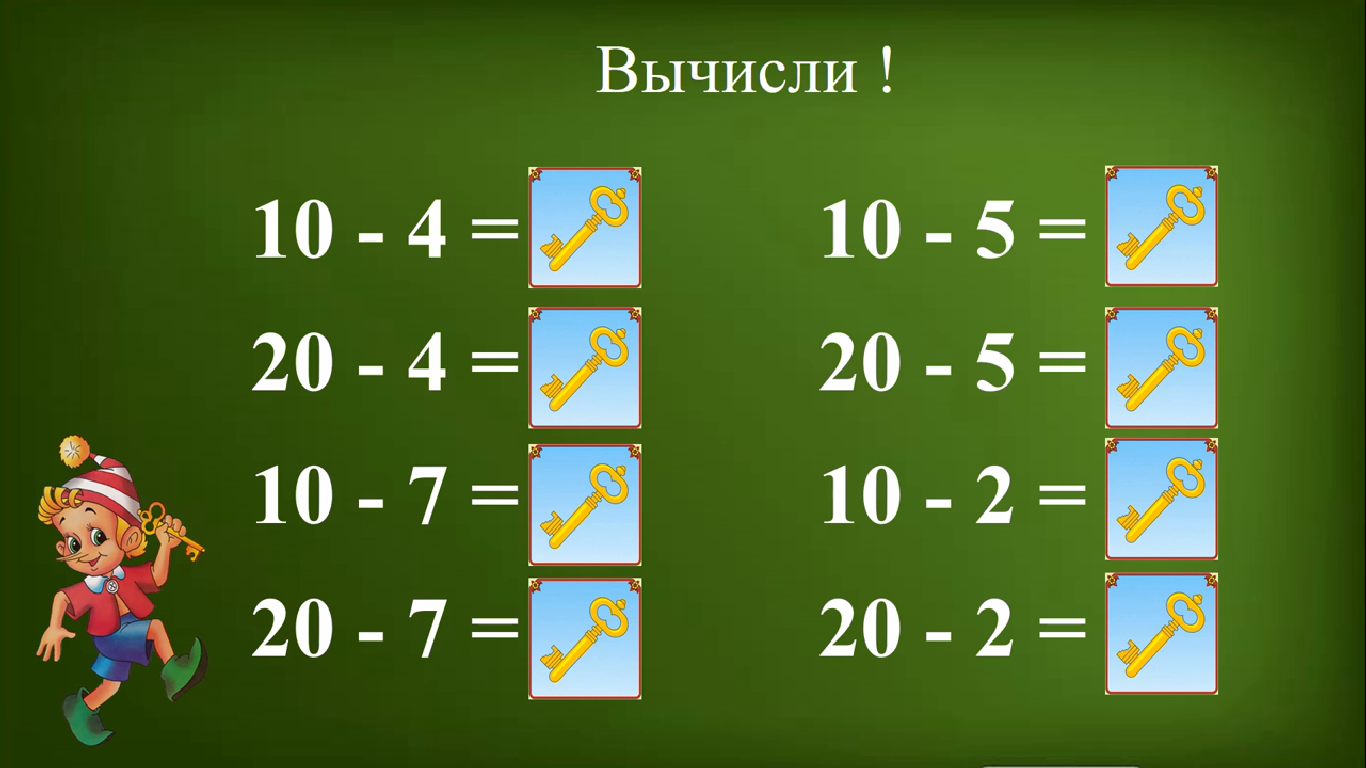 Вычисли !
10 - 4 = 10 - 5 =
20 - 4 = 20 - 5 =
10 - 7 = 10 - 2 =
20 - 7 = 20 - 2 =